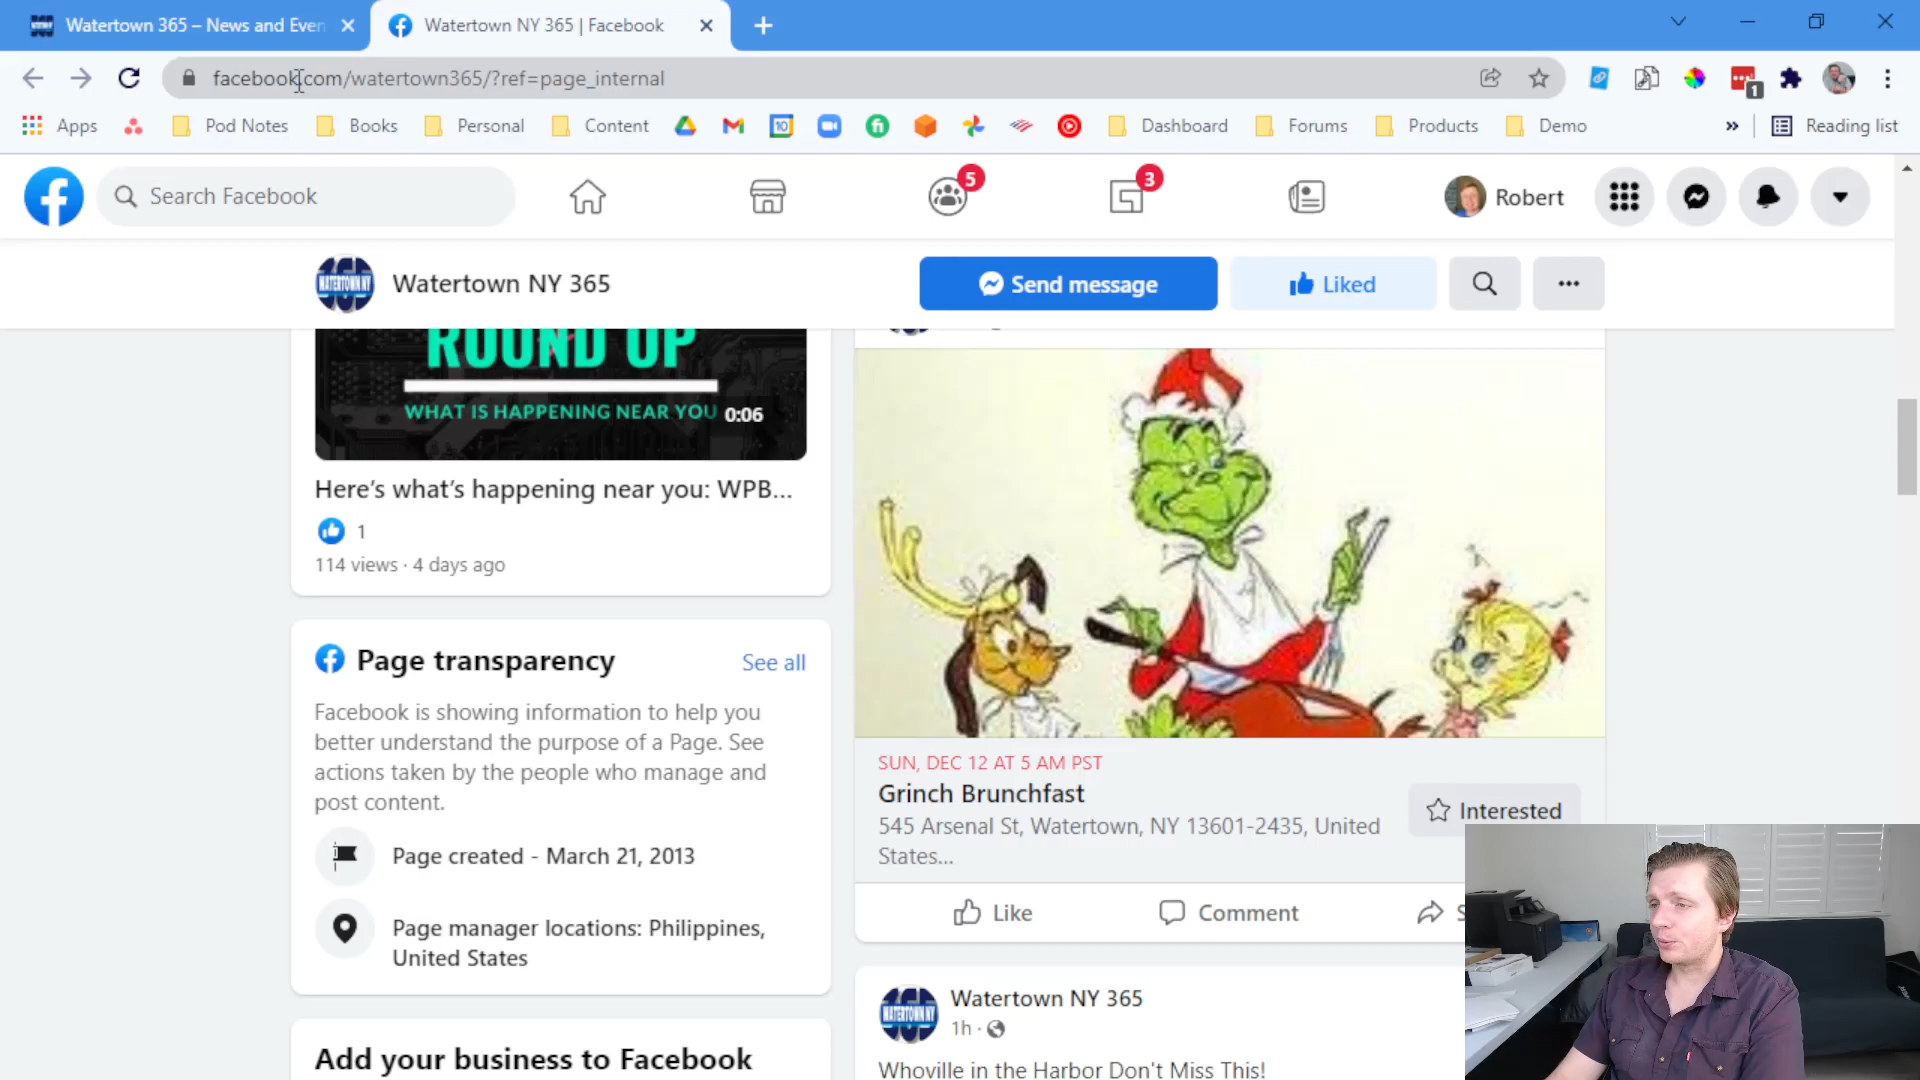 Watertown 365 – News and Even
Watertown NY 365 | Facebook
facebook.com/watertown365/?ref=page_internal
1
Apps
Pod Notes
Books
Personal
Content
10
Dashboard
Forums
Products
Demo
Reading list
Search Facebook
5
3
Robert
WATERTOWN NY
Watertown NY 365
Send message
Liked
ROUND UP
WHAT IS HAPPENING NEAR YOU
0:06
Here's what's happening near you: WPB...
1
114 views · 4 days ago
Page transparency
See all
Facebook is showing information to help you
better understand the purpose of a Page. See
actions taken by the people who manage and
post content.
Page created - March 21, 2013
Page manager locations: Philippines,
United States
Add your business to Facebook
SUN, DEC 12 AT 5 AM PST
Grinch Brunchfast
545 Arsenal St, Watertown, NY 13601-2435, United
States...
Interested
Like
Comment
S
WATERTOWN NY
Watertown NY 365
1h ·
Whoville in the Harbor Don't Miss This!